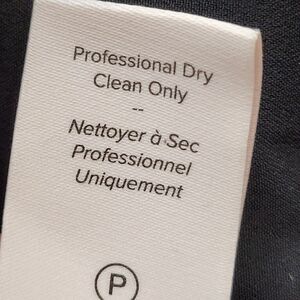 Professional Dry
Clean Only
--
Nettoyer à Sec
Professionnel
Uniquement
P